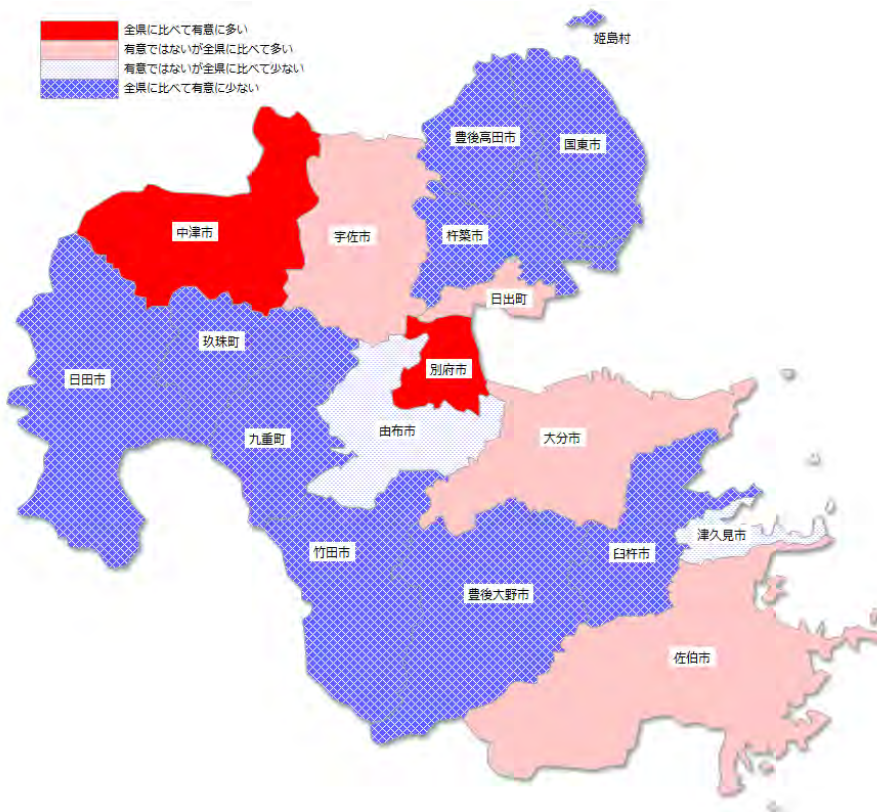 全県に比べて有意に多い
有意ではないが全県に比べて多い
有意ではないが全県に比べて少ない
全県に比べて有意に少ない
姫島村
豊後高田市
国東市
中津市
宇佐市
杵築市
日出町
玖珠町
別府市
日田市
由布市
大分市
九重町
津久見市
竹田市
臼杵市
豊後大野市
佐伯市